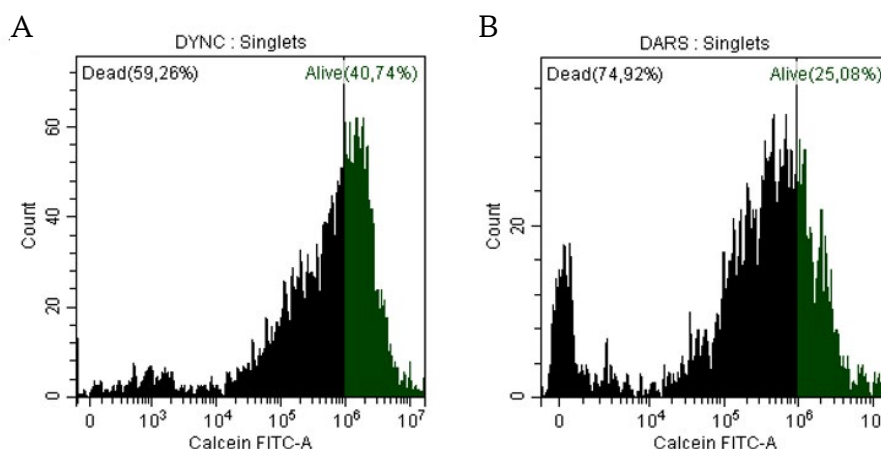 A
DYNC : Singlets
Dead(59,26%) Alive(40,74%)
Count
60
40
20
0
0 10³ 10⁴ 10⁵ 10⁶ 10⁷
Calcein FITC-A
B
DARS : Singlets
Dead(74,92%) Alive(25,08%)
Count
20
0
0 10⁴ 10⁵ 10⁶
Calcein FITC-A